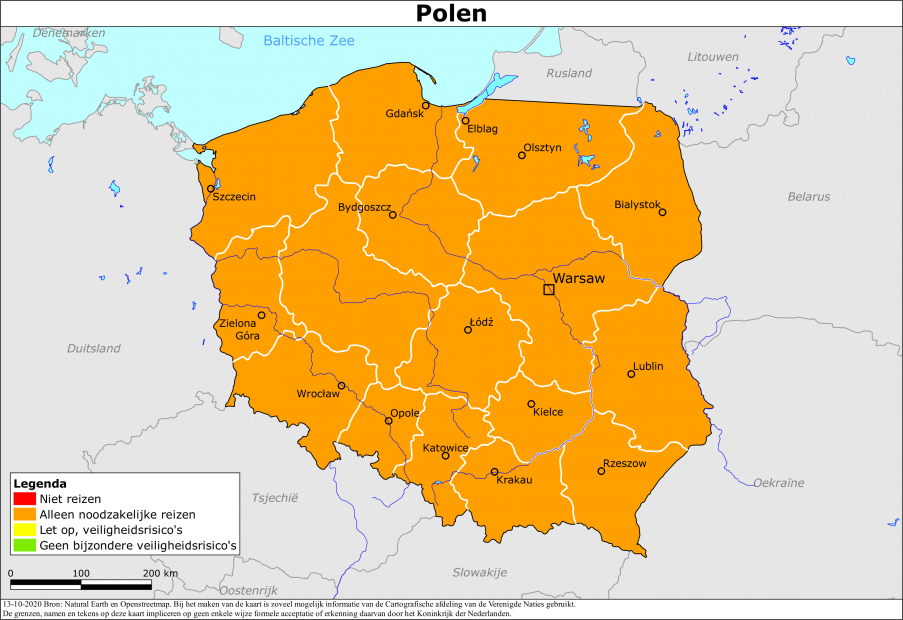 Polen
Denemarken
Baltische Zee
Litouwen
Rusland
Gdańsk
Elblag
Olsztyn
Szczecin
Bydgoszcz
Bialystok
Belarus
Warsaw
Zielona
Góra
Łódź
Duitsland
Lublin
Wrocław
Opole
Kielce
Katowice
Krakau
Rzeszow
Oekraïne
Tsjechië
Slowakije
Oostenrijk
Legenda
Niet reizen
Alleen noodzakelijke reizen
Let op, veiligheidsrisico's
Geen bijzondere veiligheidsrisico's
0 100 200 km
13-10-2020 Bron: Natural Earth en Openstreetmap. Bij het maken van de kaart is zoveel mogelijk informatie van de Cartografische afdeling van de Verenigde Naties gebruikt.
De grenzen, namen en tekens op deze kaart impliceren op geen enkele wijze formele acceptatie of erkenning daarvan door het Koninkrijk der Nederlanden.